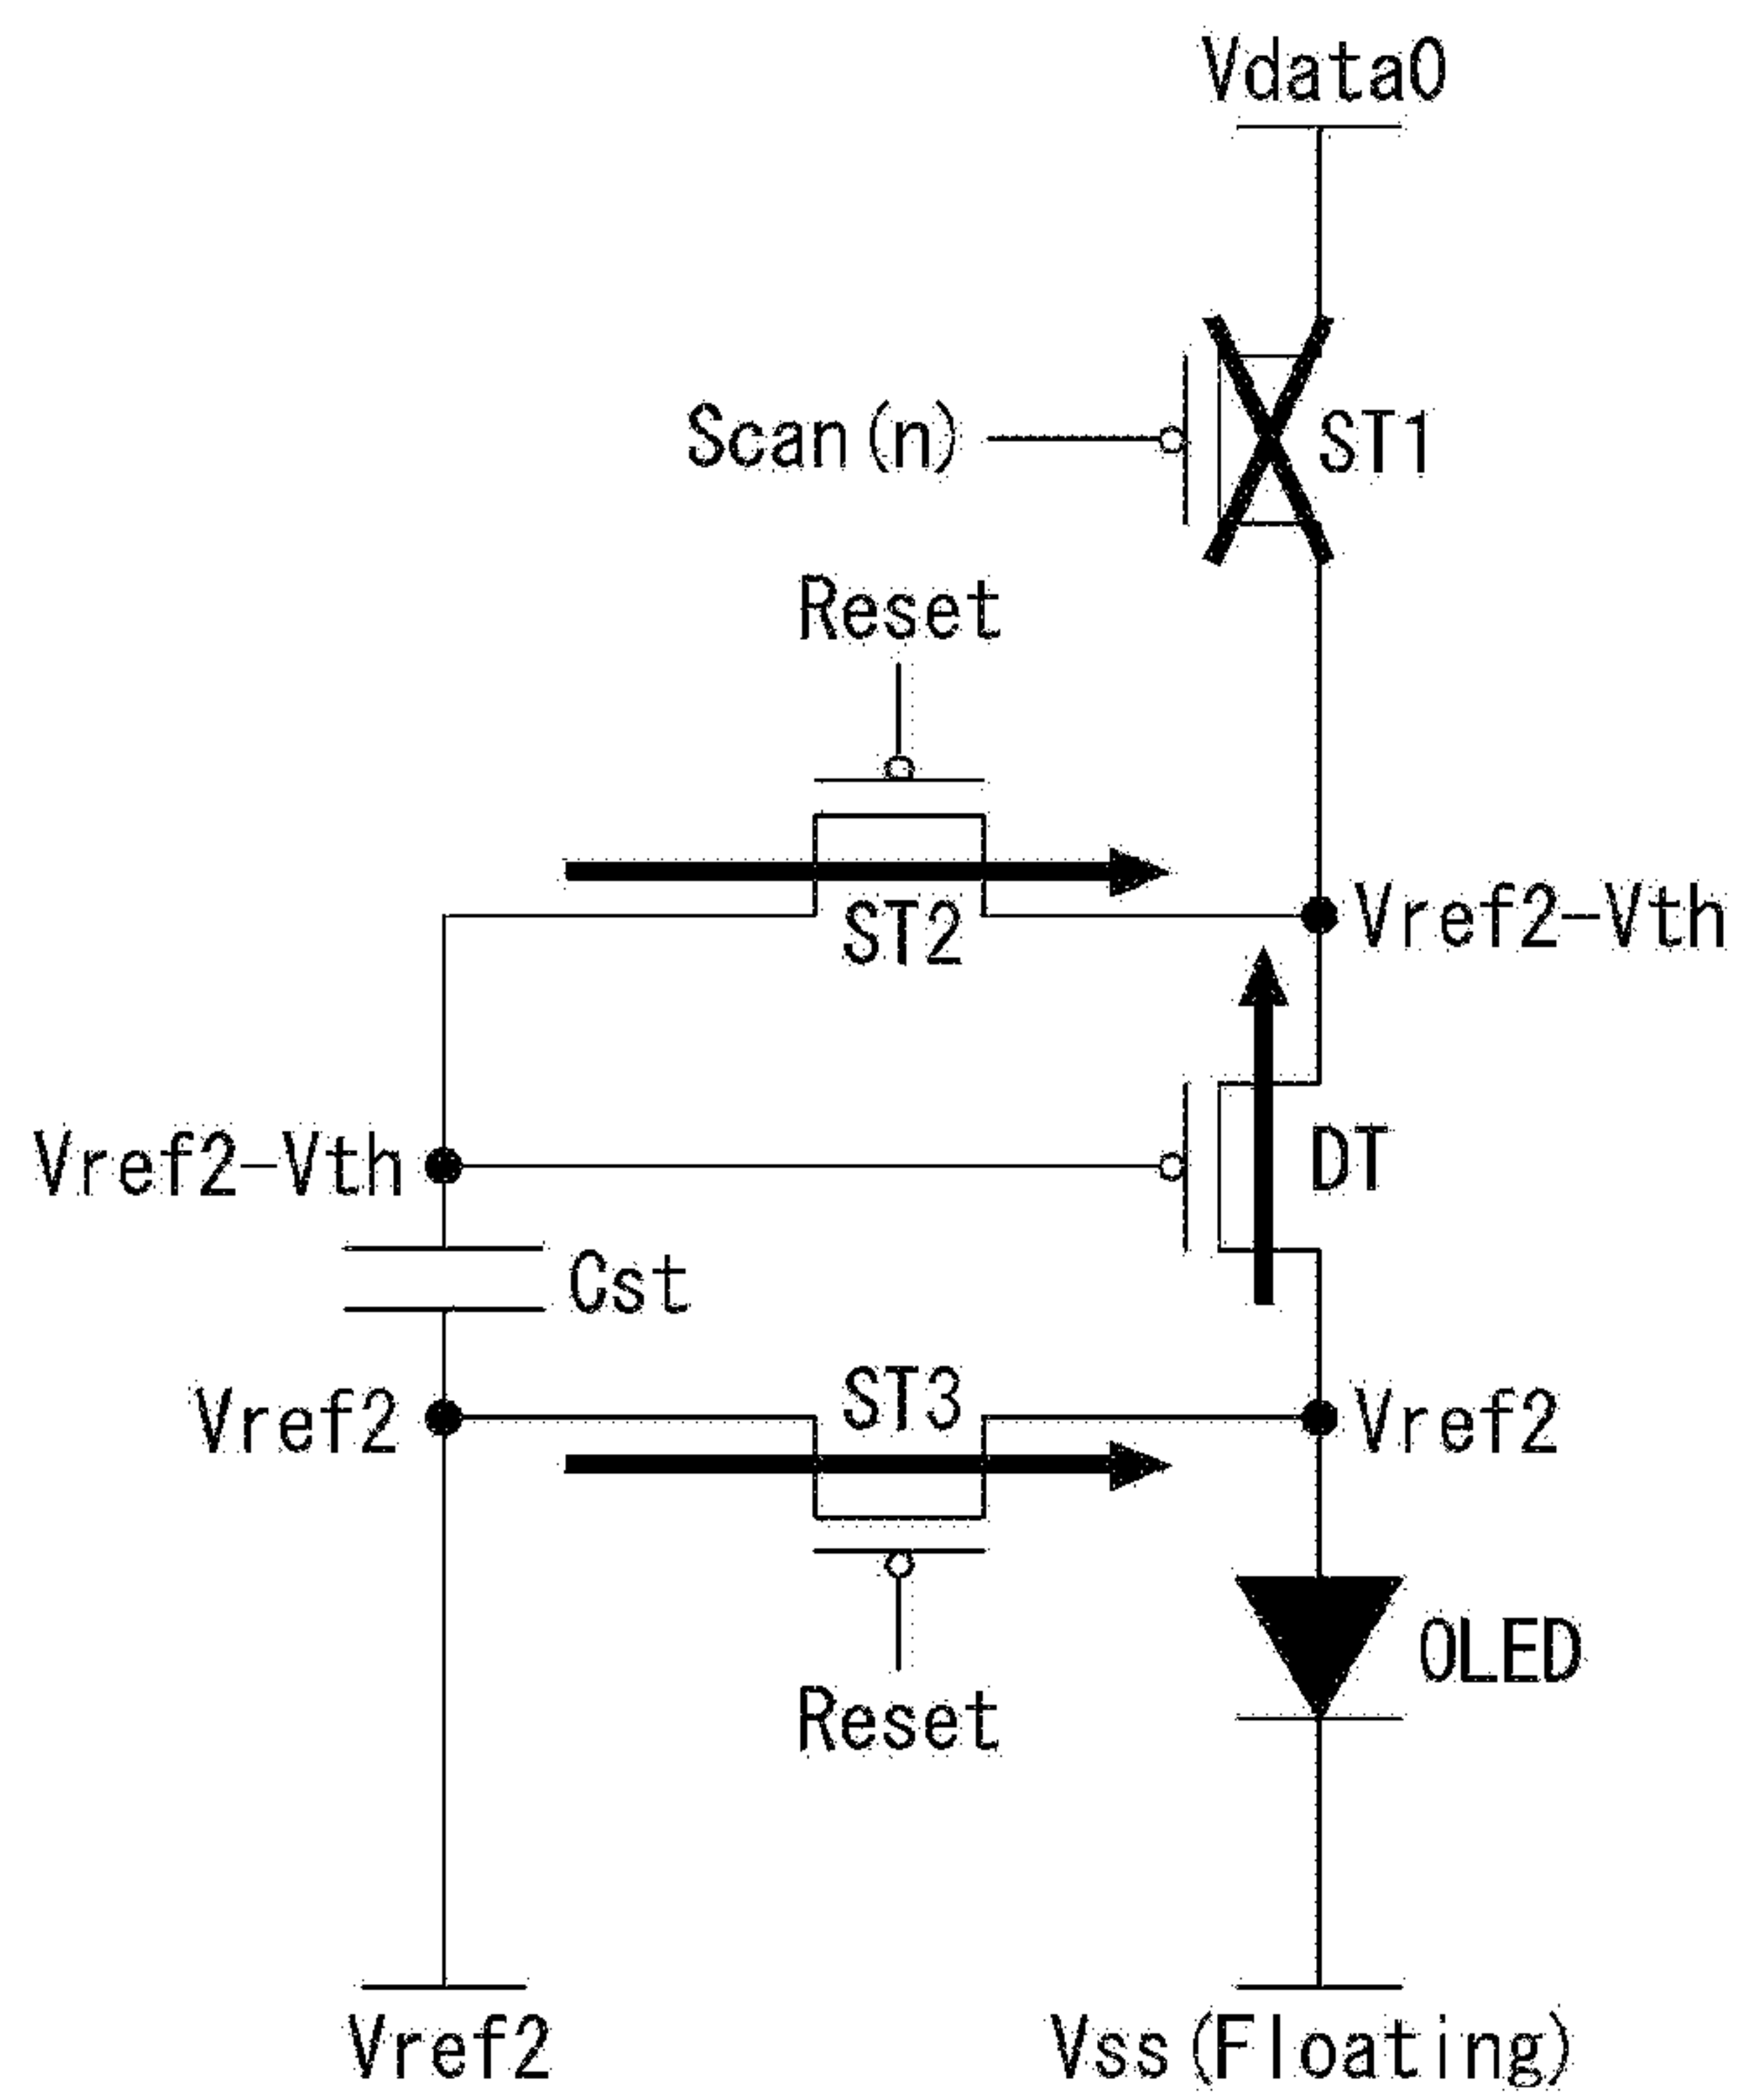 Vdata0
Scan(n)
ST1
Reset
ST2
Vref2-Vth
Vref2-Vth
DT
Cst
ST3
Vref2
Vref2
OLED
Reset
Vref2
Vss(Floating)